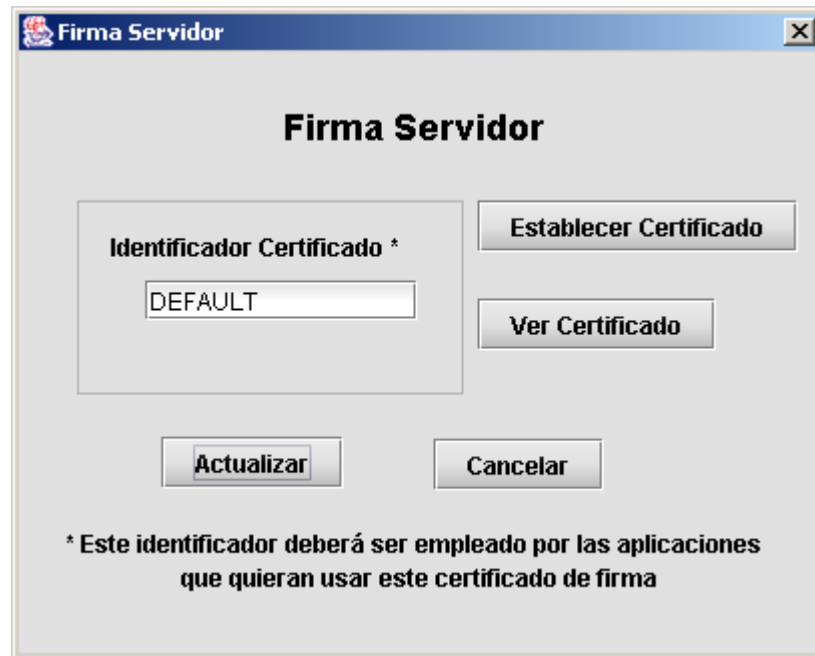 Firma Servidor
Firma Servidor
Identificador Certificado *
DEFAULT
Establecer Certificado
Ver Certificado
Actualizar
Cancelar
* Este identificador deberá ser empleado por las aplicaciones
que quieran usar este certificado de firma